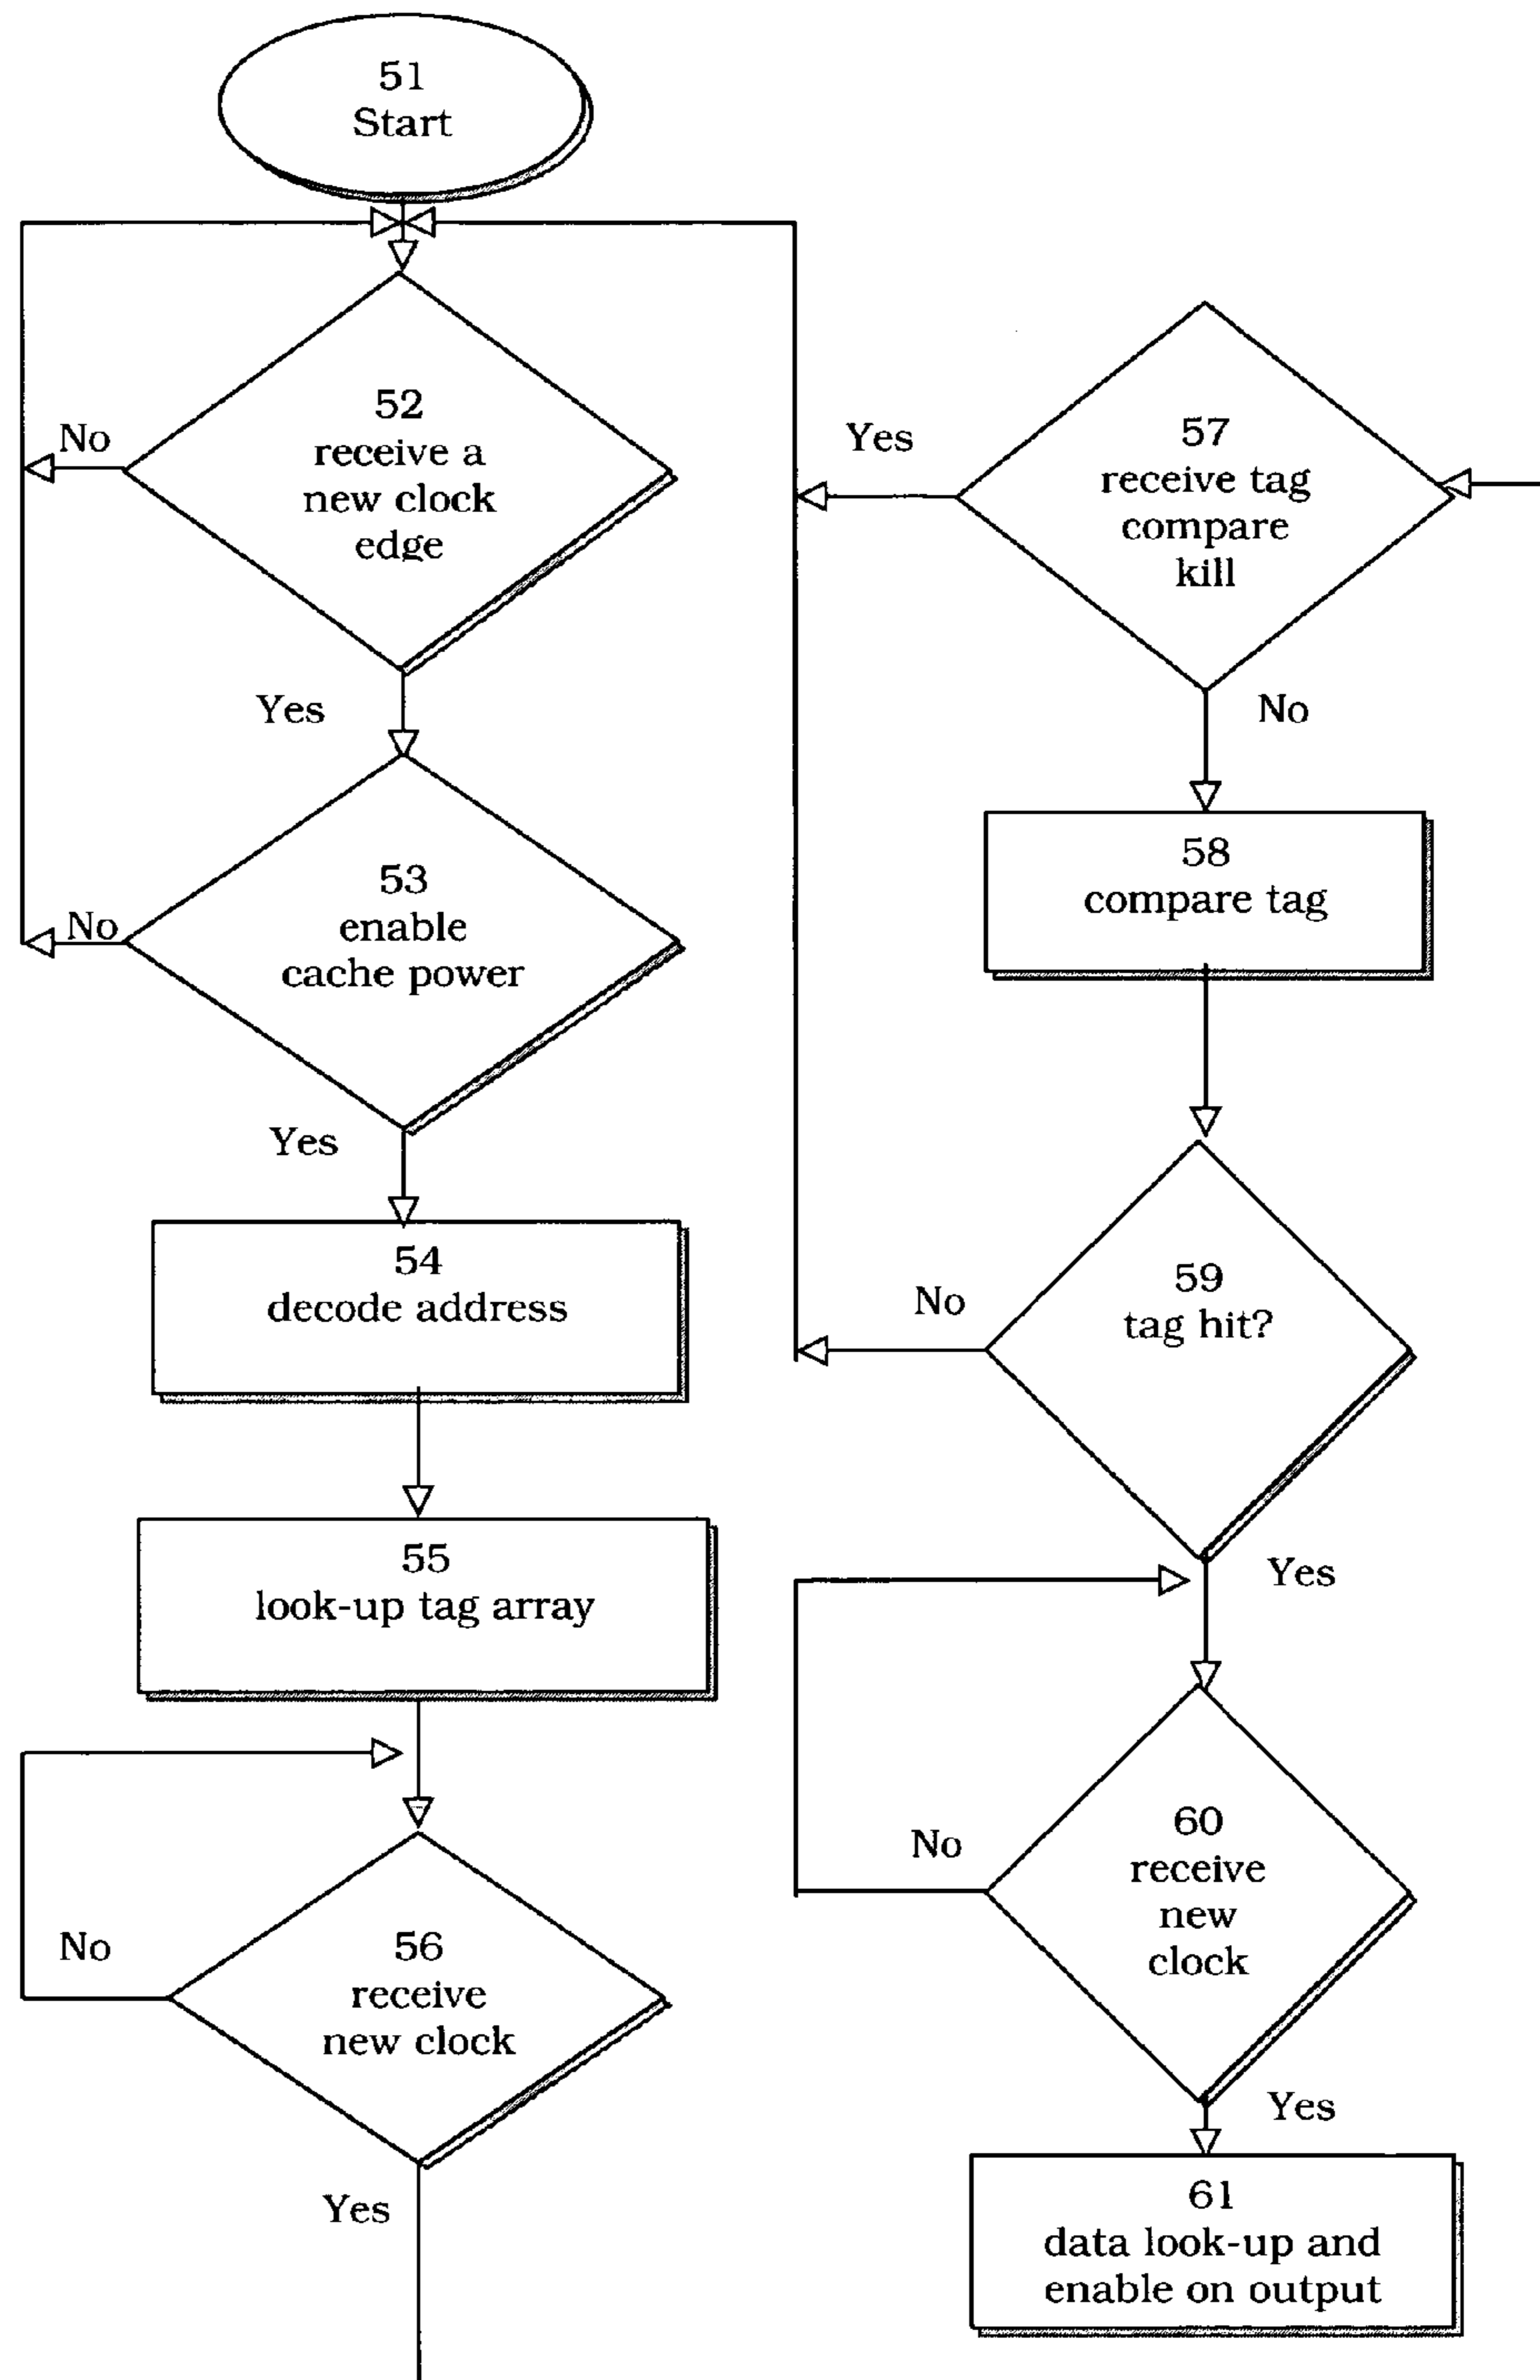 51
Start
52
receive a
new clock
edge
No
Yes
53
enable
cache power
No
Yes
54
decode address
55
look-up tag array
56
receive
new clock
No
Yes
57
receive tag
compare
kill
Yes
No
58
compare tag
59
tag hit?
No
Yes
60
receive
new
clock
No
Yes
61
data look-up and
enable on output